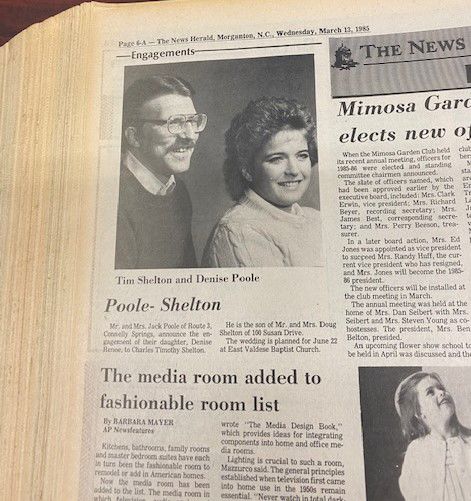 Page 6-A — The News Herald, Morganton, N.C., Wednesday, March 13, 1985
Engagements
Tim Shelton and Denise Poole
Poole- Shelton
Mr. and Mrs. Jack Poole of Route 3,
Connelly Springs, announce the en-
gagement of their daughter, Denise
Renee, to Charles Timothy Shelton.
He is the son of Mr. and Mrs. Doug
Shelton of 100 Susan Drive.
The wedding is planned for June 22
at East Valdese Baptist Church.
The media room added to
fashionable room list
By BARBARA MAYER
AP Newsfeatures
Kitchens, bathrooms, family rooms
and master bedroom suites have each
in turn been the fashionable room to
remodel or add in American homes.
Now the media room has been
added to the list. The media room in
which television
wrote "The Media Design Book,"
which provides ideas for integrating
components into home and office me-
dia rooms.
Lighting is crucial to such a room,
Mazzurco said. The general principles
established when television first came
into home use in the 1950s remain
essential. "Never watch in total dark-
THE NEWS
Mimosa Gard
elects new of
When the Mimosa Garden Club held
its recent annual meeting, officers for
1985-86 were elected and standing
committee chairmen announced.
The slate of officers named, which
had been approved earlier by the
executive board, included: Mrs. Clark
Erwin, vice president; Mrs. Richard
Beyer, recording secretary; Mrs.
James Best, corresponding secre-
tary; and Mrs. Perry Beeson, trea-
surer.
In a later board action, Mrs. Ed
Jones was appointed as vice president
to succeed Mrs. Randy Huff, the cur-
rent vice president who has resigned,
and Mrs. Jones will become the 1985-
86 president.
The new officers will be installed at
the club meeting in March.
The annual meeting was held at the
home of Mrs. Dan Seibert with Mrs.
Seibert and Mrs. Steven Young as co-
hostesses. The president, Mrs. Ben
Belton, presided.
An upcoming flower show school to
be held in April was discussed and the